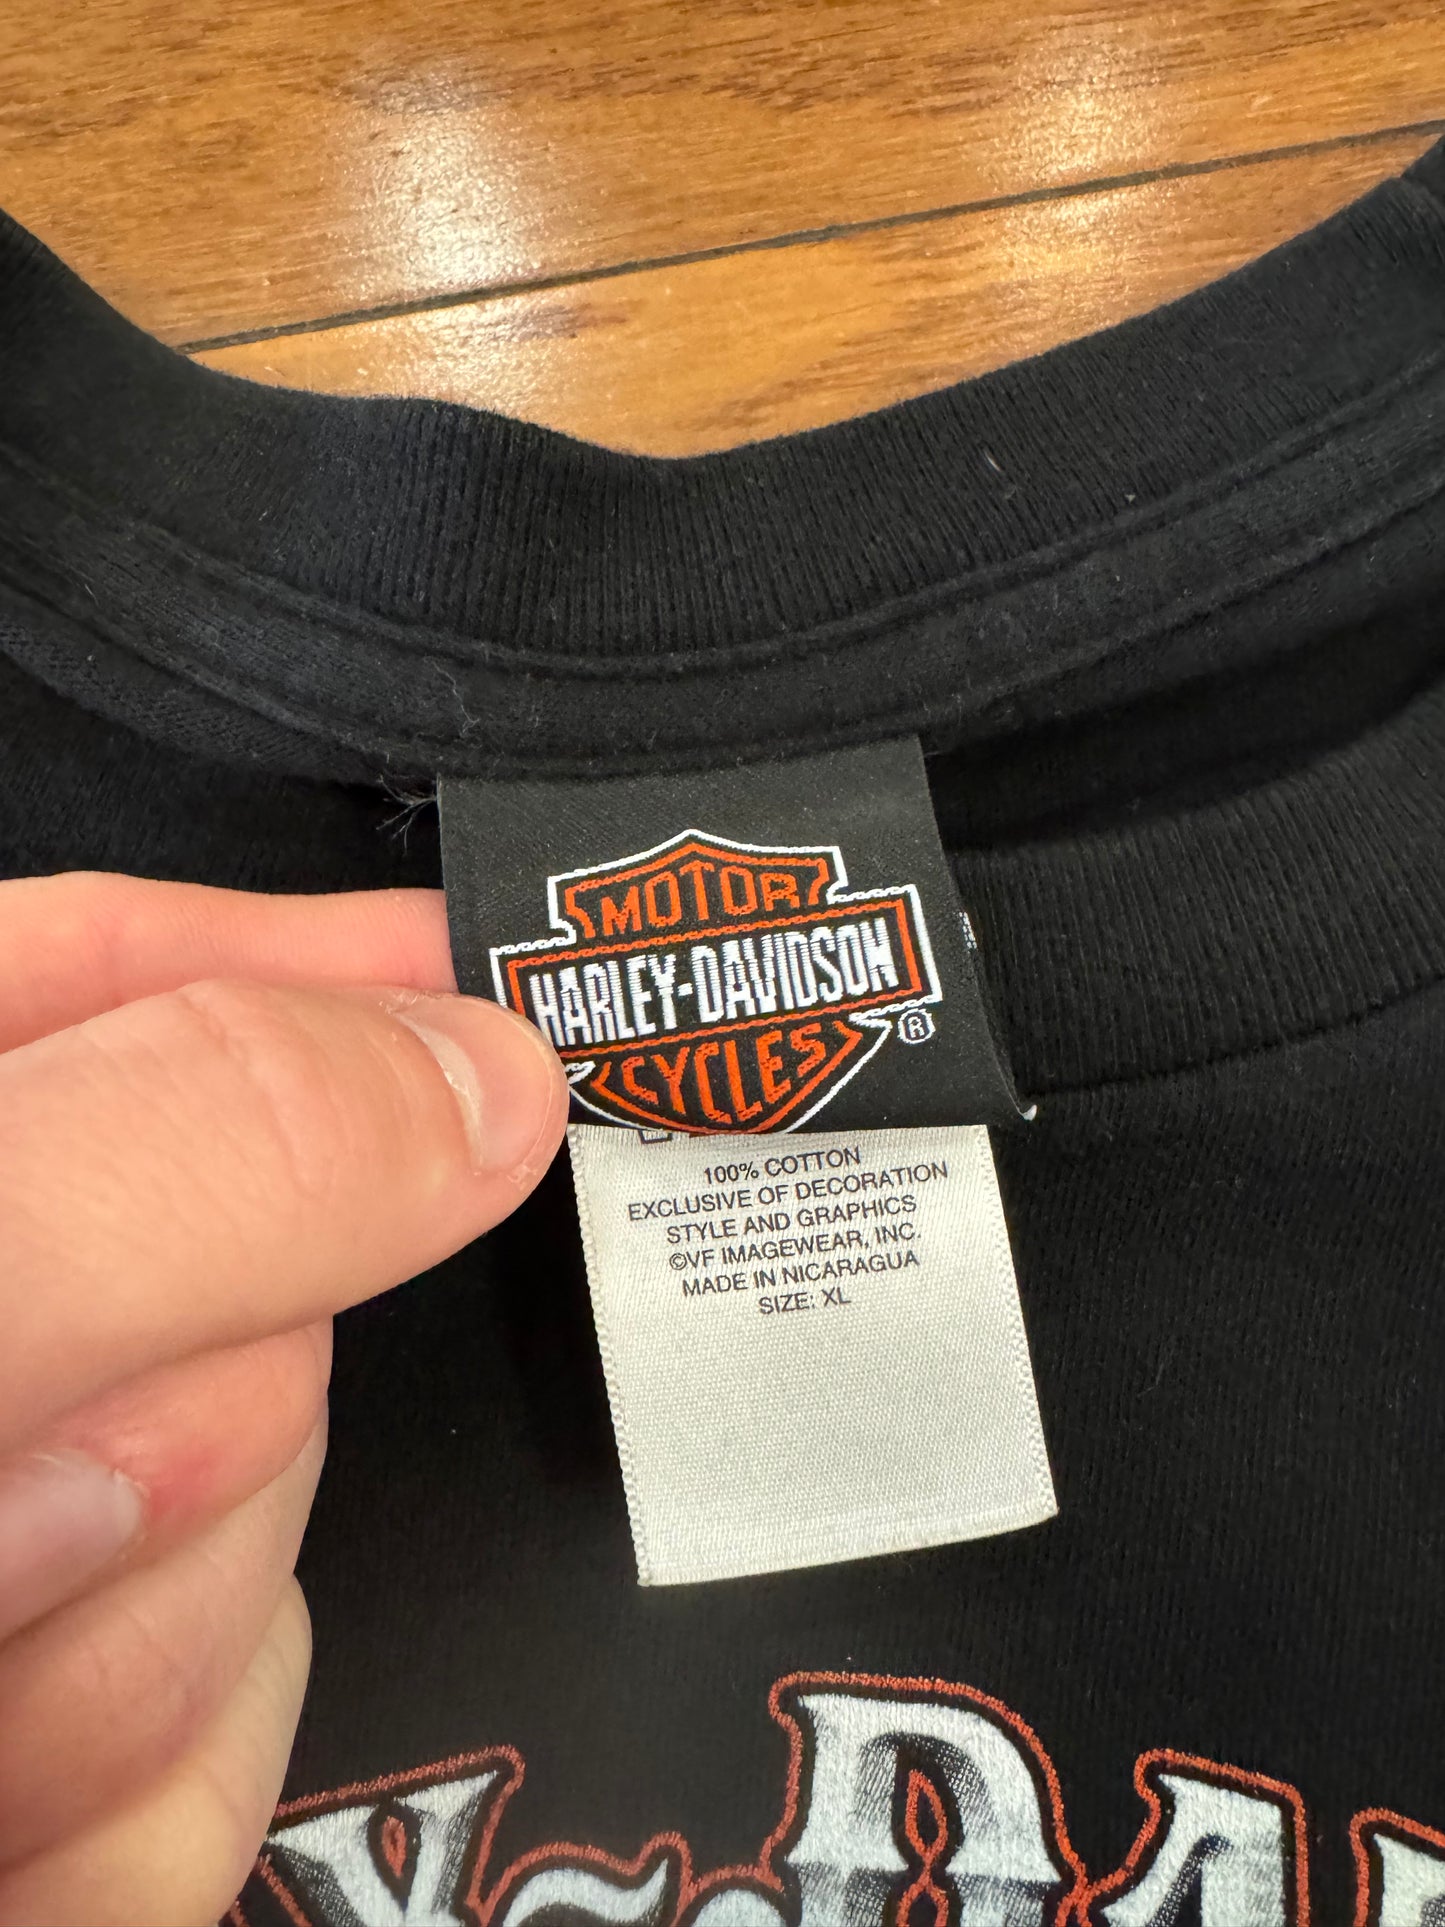 MOTOR
HARLEY-DAVIDSON
CYCLES
®
100% COTTON
EXCLUSIVE OF DECORATION
STYLE AND GRAPHICS
©VF IMAGEWEAR, INC.
MADE IN NICARAGUA
SIZE: XL